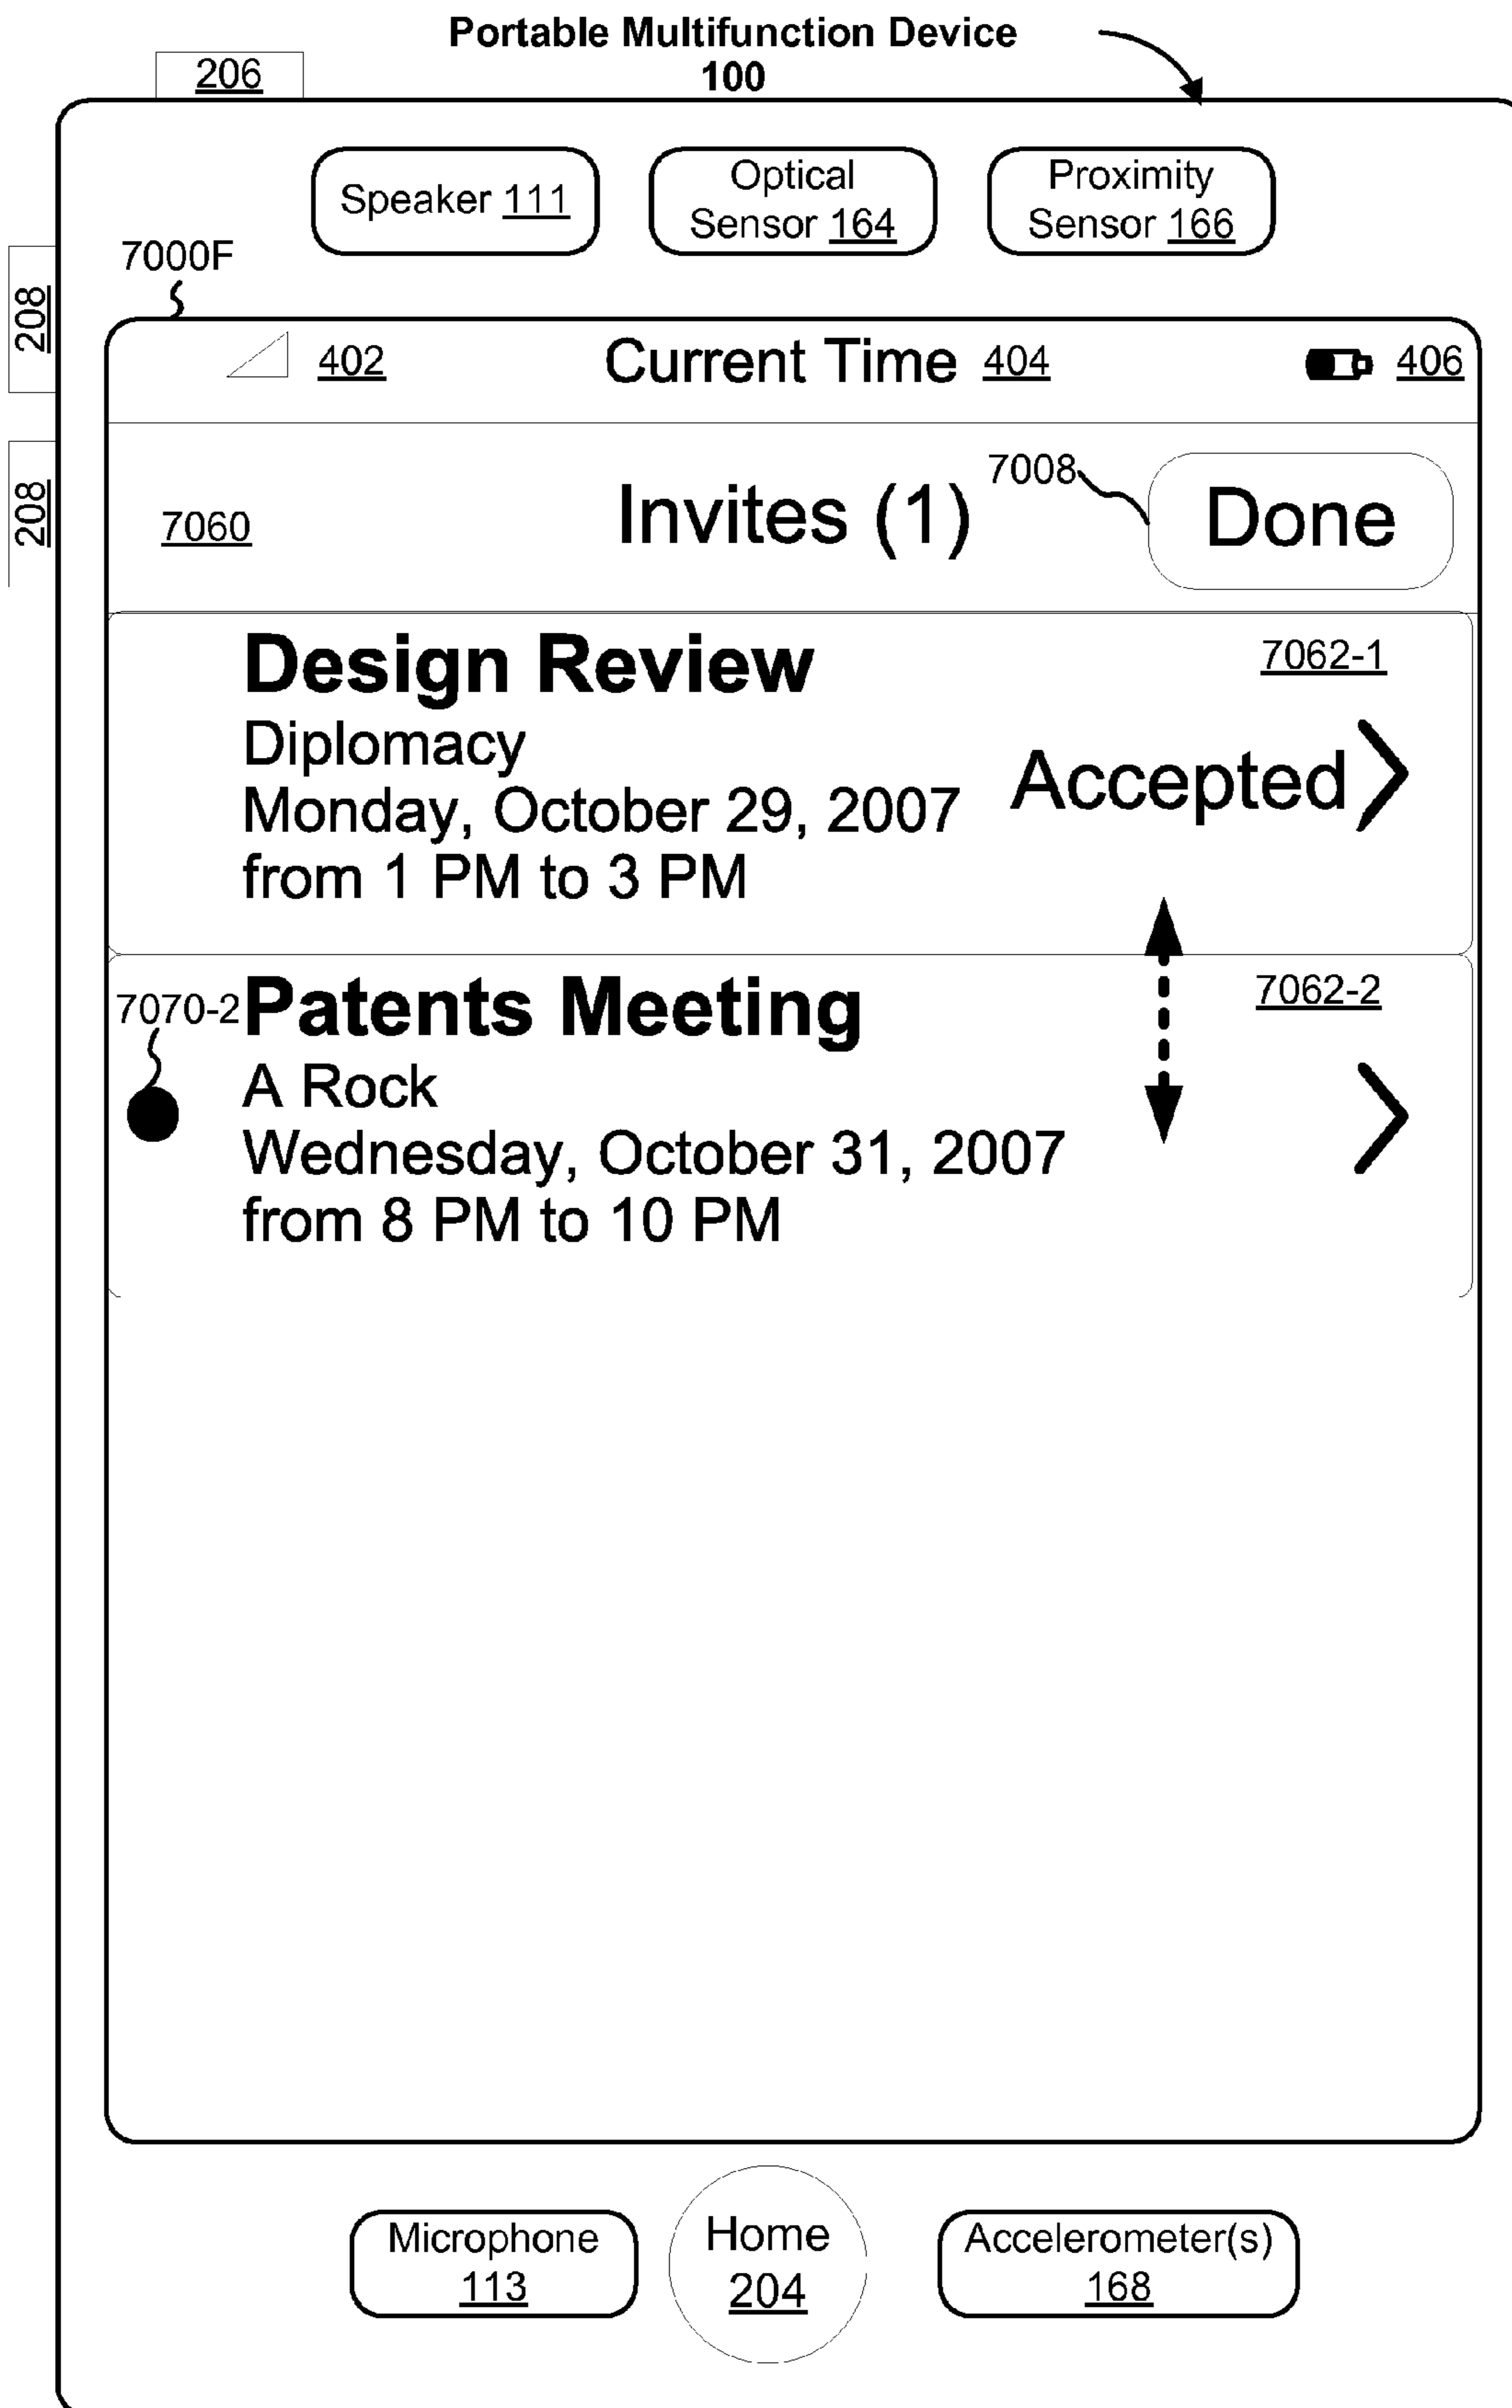 Portable Multifunction Device
100
206
Speaker 111
Optical
Sensor 164
Proximity
Sensor 166
7000F
208
208
402
Current Time 404
406
7060
Invites (1)
7008
Done
Design Review
7062-1
Diplomacy
Monday, October 29, 2007
from 1 PM to 3 PM
Accepted
7070-2
Patents Meeting
7062-2
A Rock
Wednesday, October 31, 2007
from 8 PM to 10 PM
Microphone
113
Home
204
Accelerometer(s)
168